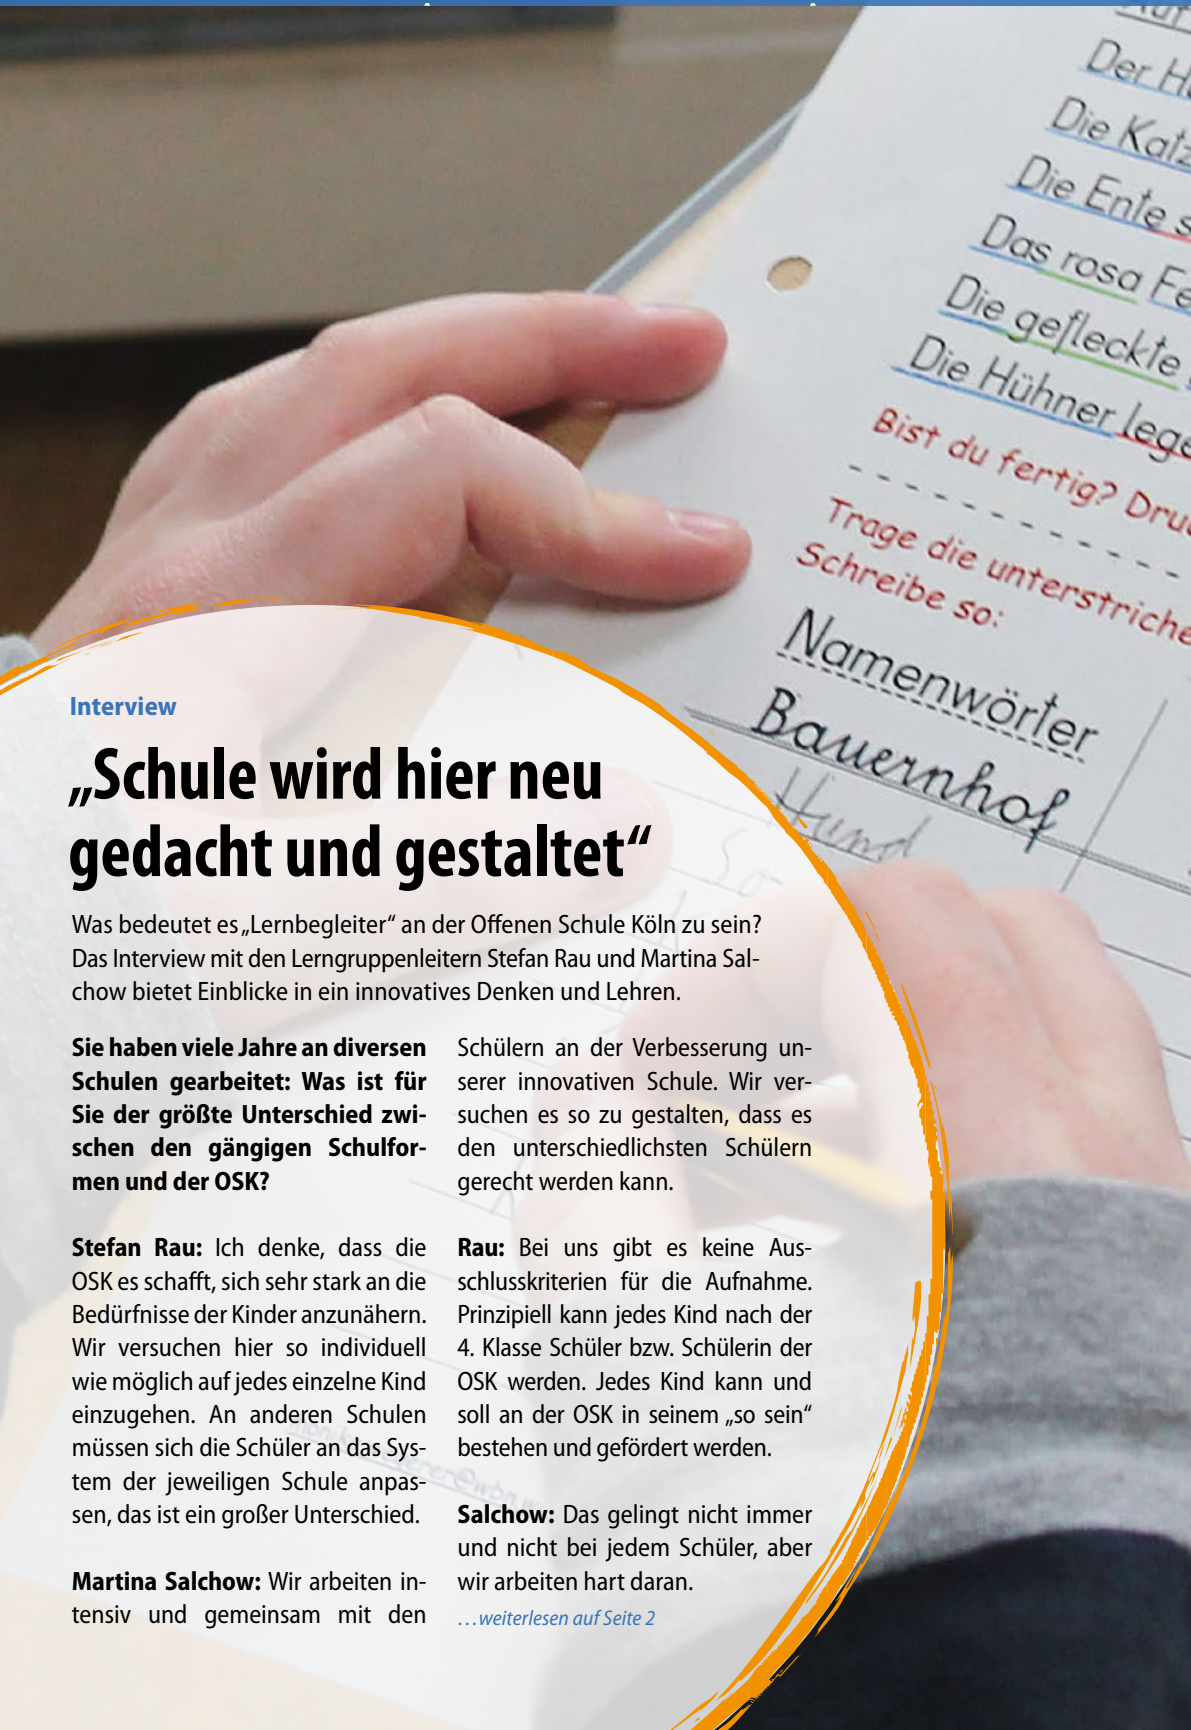 Der
Die
Die Ente
Das rosa
Die gefleckte
Die Hühner
Bist du fertig?
Trage die
Schreibe so:
Namenwörter
Bauernhof
Hund
Interview
„Schule wird hier neu
gedacht und gestaltet“
Was bedeutet es „Lernbegleiter“ an der Offenen Schule Köln zu sein?
Das Interview mit den Lerngruppenleitern Stefan Rau und Martina Sal-
chow bietet Einblicke in ein innovatives Denken und Lehren.
Sie haben viele Jahre an diversen
Schulen gearbeitet: Was ist für
Sie der größte Unterschied zwi-
schen den gängigen Schulfor-
men und der OSK?
Stefan Rau: Ich denke, dass die
OSK es schafft, sich sehr stark an die
Bedürfnisse der Kinder anzunähern.
Wir versuchen hier so individuell
wie möglich auf jedes einzelne Kind
einzugehen. An anderen Schulen
müssen sich die Schüler an das Sys-
tem der jeweiligen Schule anpas-
sen, das ist ein großer Unterschied.
Martina Salchow: Wir arbeiten in-
tensiv und gemeinsam mit den
Schülern an der Verbesserung un-
serer innovativen Schule. Wir ver-
suchen es so zu gestalten, dass es
den unterschiedlichsten Schülern
gerecht werden kann.
Rau: Bei uns gibt es keine Aus-
schlusskriterien für die Aufnahme.
Prinzipiell kann jedes Kind nach der
4. Klasse Schüler bzw. Schülerin der
OSK werden. Jedes Kind kann und
soll an der OSK in seinem „so sein“
bestehen und gefördert werden.
Salchow: Das gelingt nicht immer
und nicht bei jedem Schüler, aber
wir arbeiten hart daran.
…weiterlesen auf Seite 2